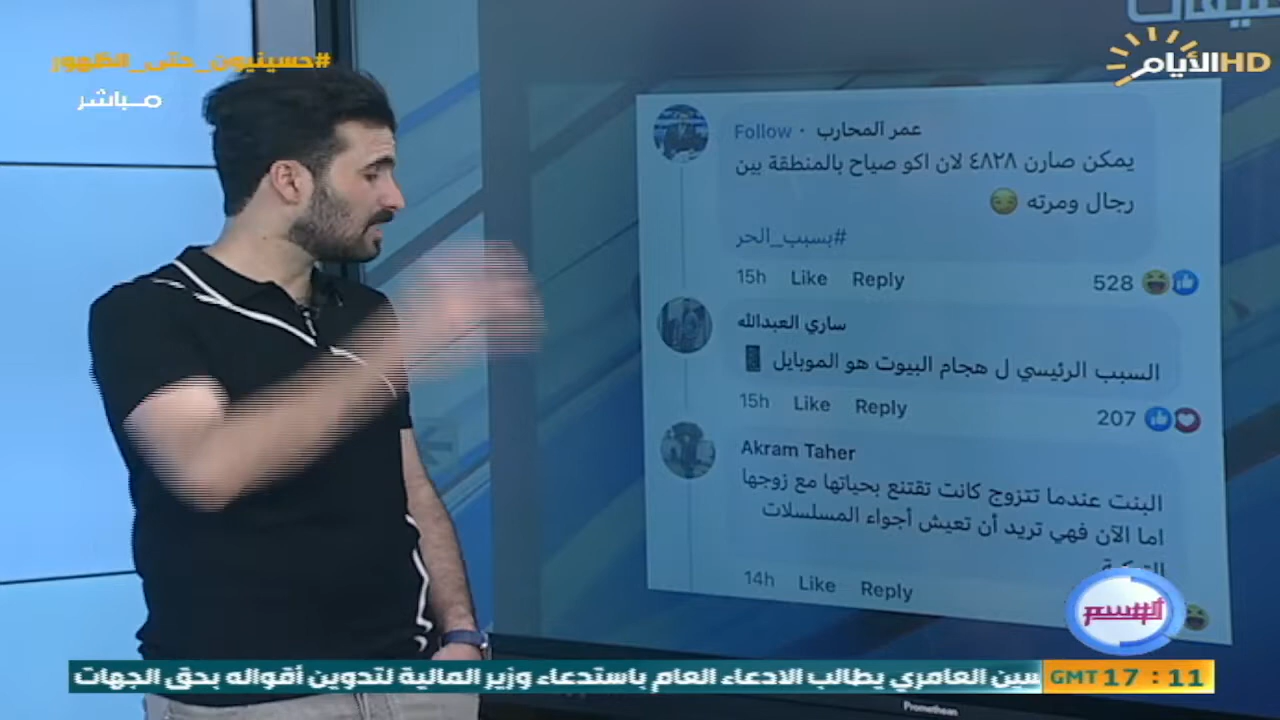 #حسينيون_حتى_الظهور
مباشر
الأيام HD
عمر المحارب · Follow
يمكن صارن ٤٨٢٨ لان اكو صياح بالمنطقة بين
رجال ومرته
#بسبب_الحر
15h Like Reply 528
ساري العبدالله
السبب الرئيسي ل هجام البيوت هو الموبايل
15h Like Reply 207
Akram Taher
البنت عندما تتزوج كانت تقتنع بحياتها مع زوجها
اما الآن فهي تريد أن تعيش أجواء المسلسلات
14h Like Reply
GMT 17 : 11
العامري يطالب الادعاء العام باستدعاء وزير المالية لتدوين أقواله بحق الجهات
Promethean